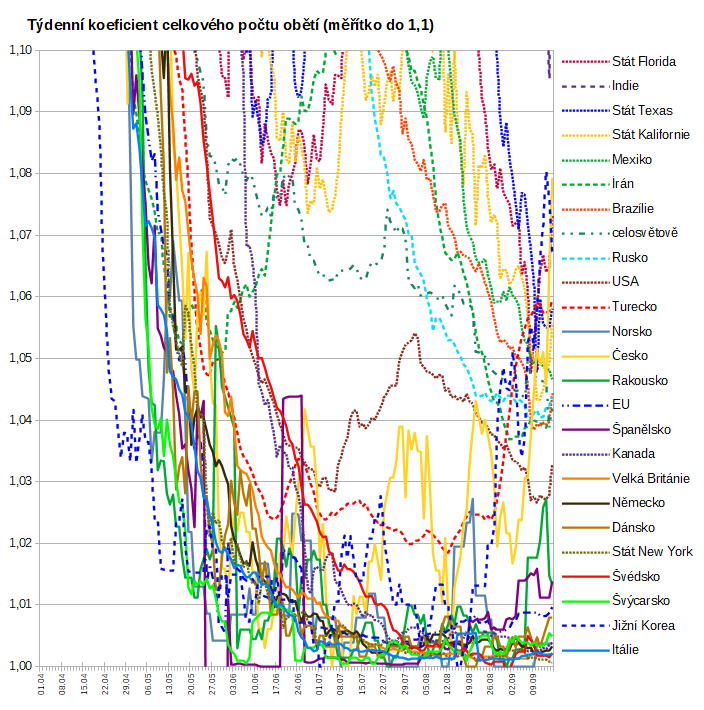 Týdenní koeficient celkového počtu obětí (měřítko do 1,1)
1,10
1,09
1,08
1,07
1,06
1,05
1,04
1,03
1,02
1,01
1,00
01.04
08.04
15.04
22.04
29.04
06.05
13.05
20.05
27.05
03.06
10.06
17.06
24.06
01.07
08.07
15.07
22.07
29.07
05.08
12.08
19.08
26.08
02.09
09.09
Stát Florida
Indie
Stát Texas
Stát Kalifornie
Mexiko
Írán
Brazílie
celosvětově
Rusko
USA
Turecko
Norsko
Česko
Rakousko
EU
Španělsko
Kanada
Velká Británie
Německo
Dánsko
Stát New York
Švédsko
Švýcarsko
Jižní Korea
Itálie